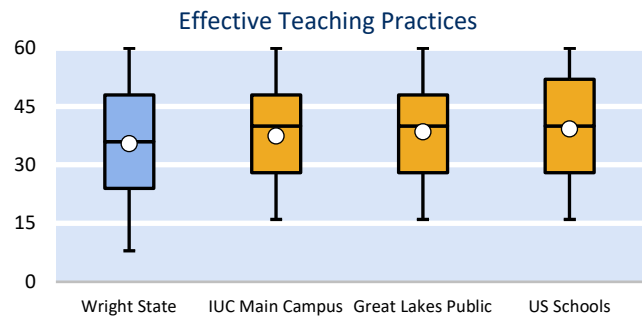 Effective Teaching Practices
60
45
30
15
0
Wright State IUC Main Campus Great Lakes Public US Schools